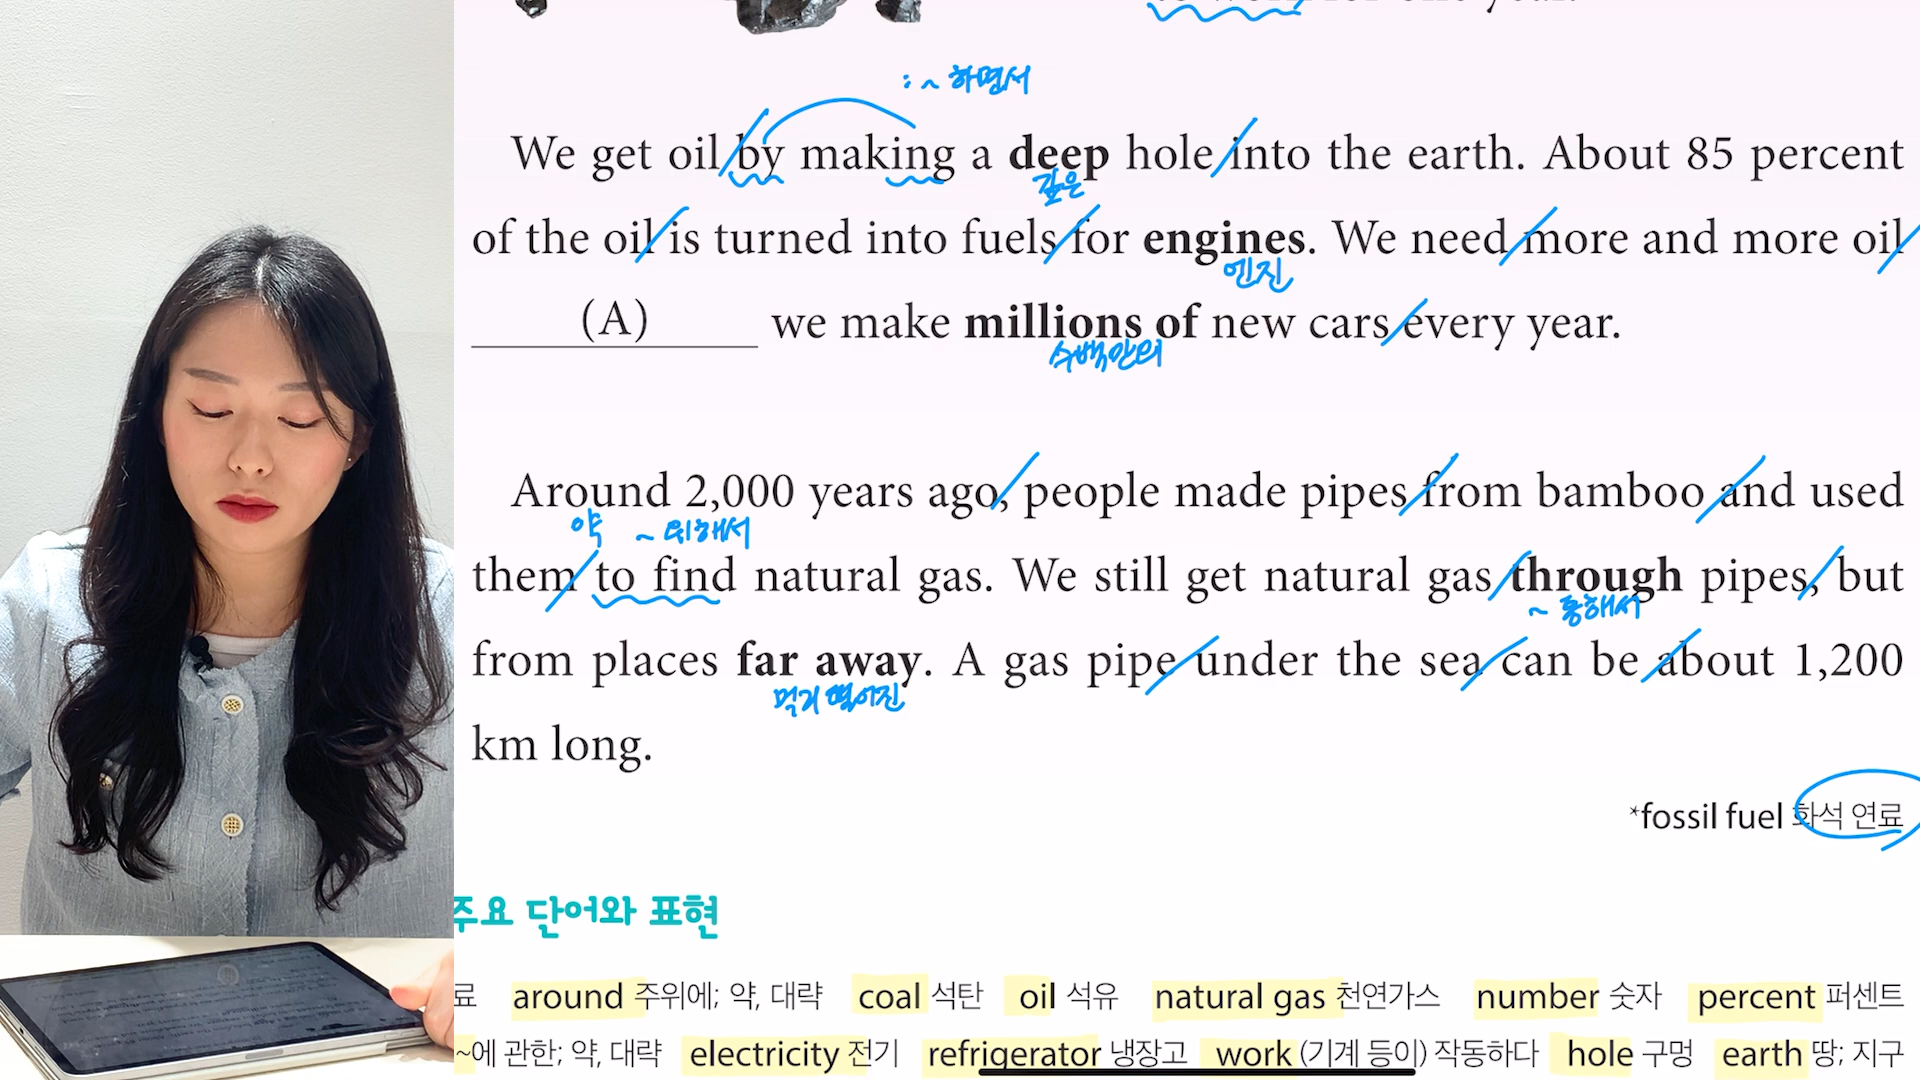 : ~ 하면서
We get oil by making a deep hole into the earth. About 85 percent
깊은
of the oil is turned into fuels for engines. We need more and more oil
엔진
(A) we make millions of new cars every year.
수백만의
Around 2,000 years ago, people made pipes from bamboo and used
약 ~ 위해서
them to find natural gas. We still get natural gas through pipes, but
~ 통해서
from places far away. A gas pipe under the sea can be about 1,200
멀리 떨어진
km long.
*fossil fuel 화석 연료
주요 단어와 표현
료 around 주위에; 약, 대략 coal 석탄 oil 석유 natural gas 천연가스 number 숫자 percent 퍼센트
~에 관한; 약, 대략 electricity 전기 refrigerator 냉장고 work (기계 등이) 작동하다 hole 구멍 earth 땅; 지구